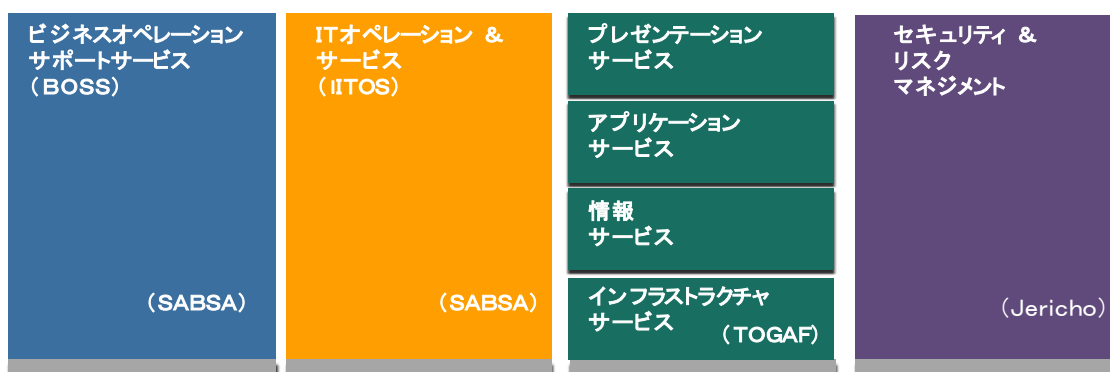 ビジネスオペレーション
サポートサービス
(BOSS)
(SABSA)
ITオペレーション &
サービス
(IITOS)
(SABSA)
プレゼンテーション
サービス
アプリケーション
サービス
情報
サービス
インフラストラクチャ
サービス (TOGAF)
セキュリティ &
リスク
マネジメント
(Jericho)